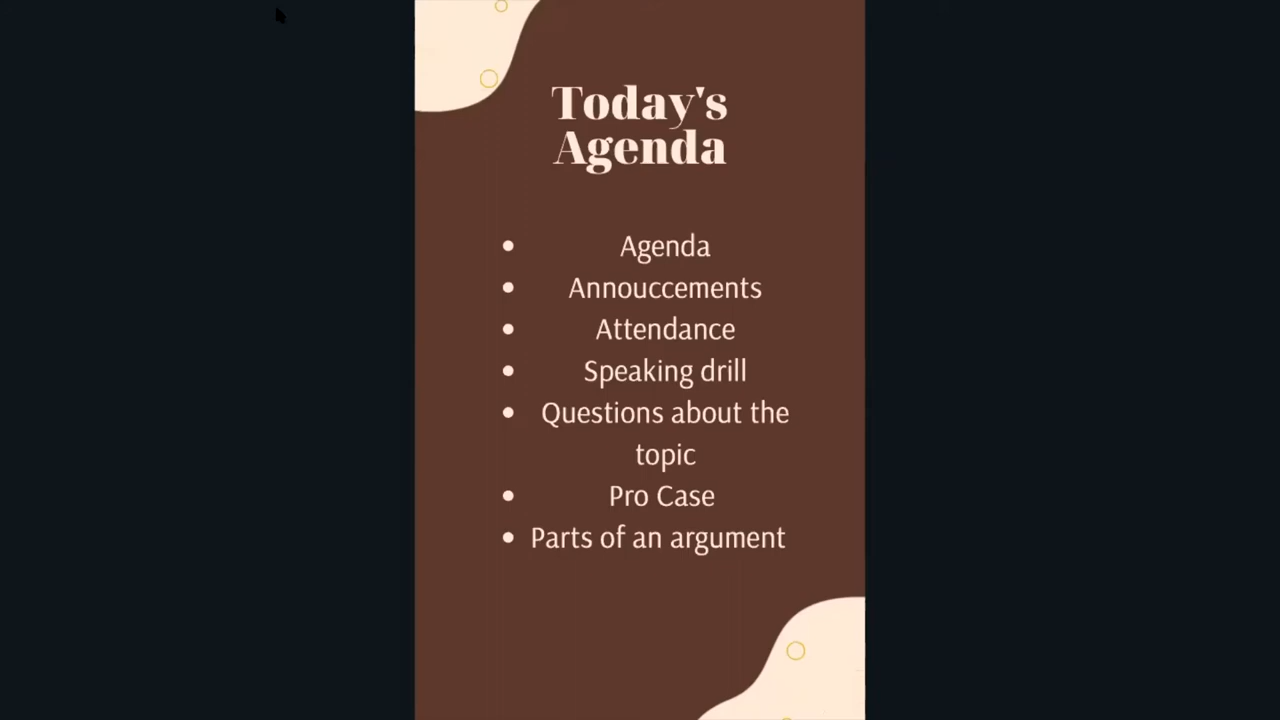 Today's
Agenda
• Agenda
• Annouccements
• Attendance
• Speaking drill
• Questions about the
topic
• Pro Case
• Parts of an argument